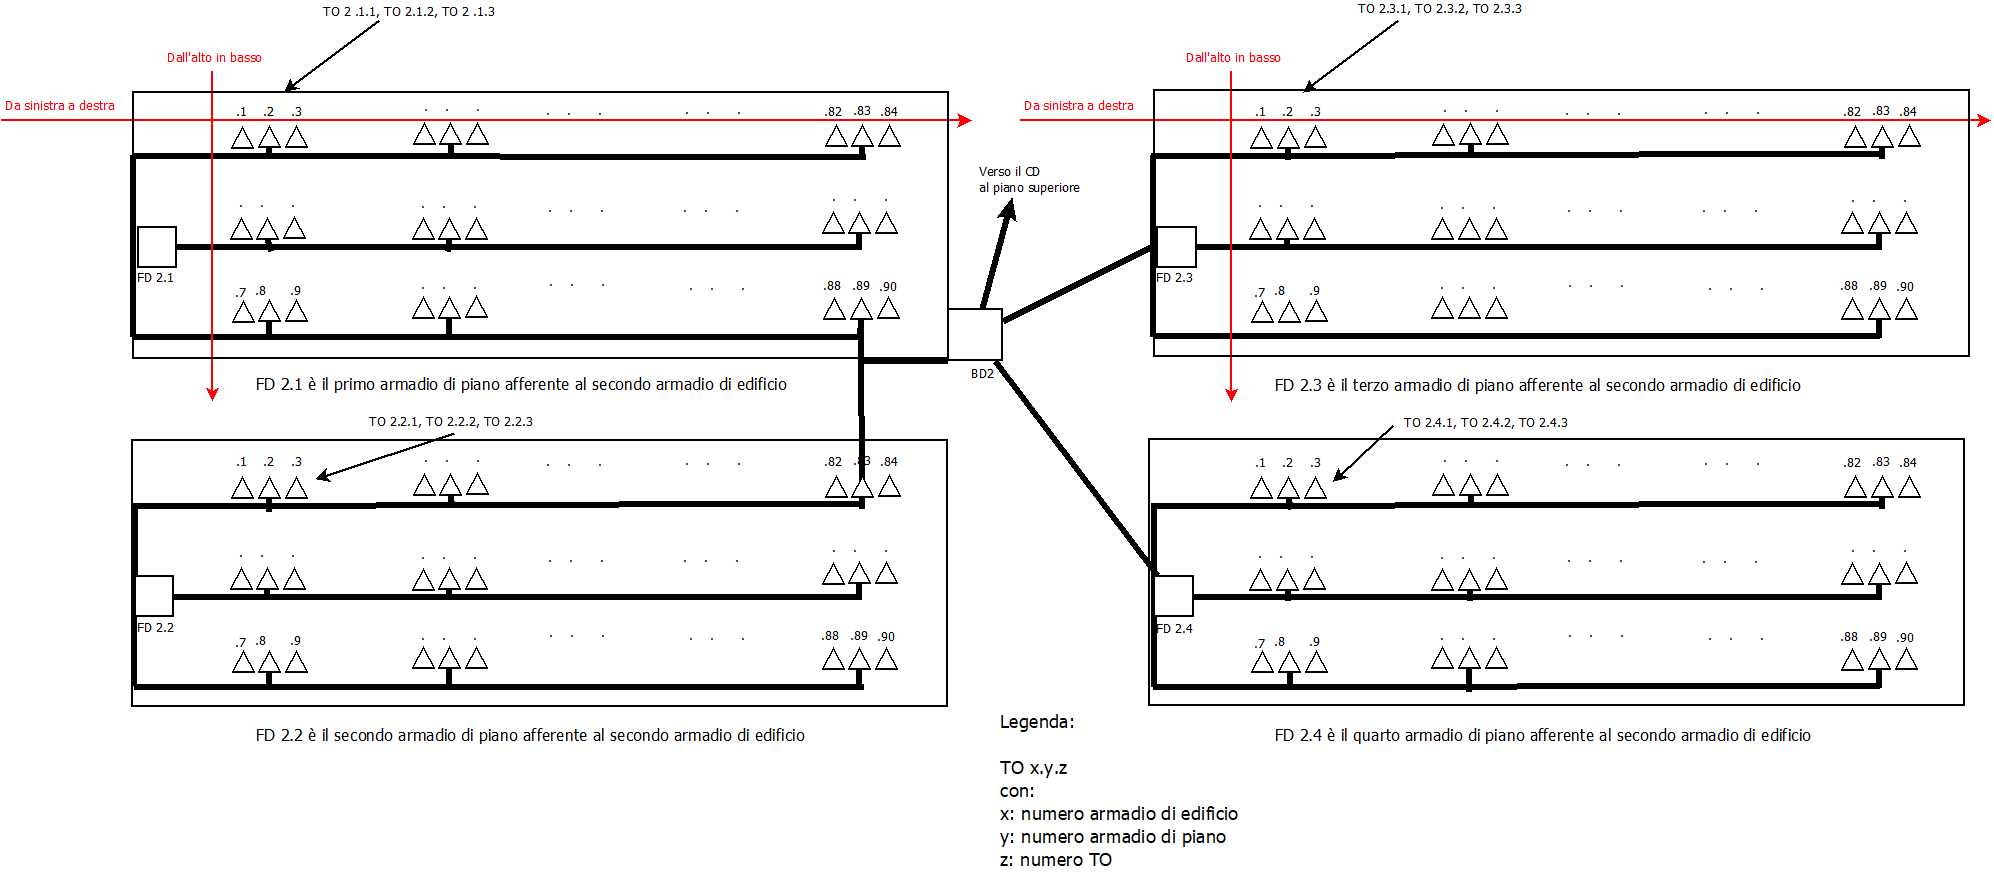 TO 2 .1.1, TO 2.1.2, TO 2 .1.3
TO 2.3.1, TO 2.3.2, TO 2.3.3
Dall'alto in basso
Dall'alto in basso
Da sinistra a destra
Da sinistra a destra
.1 .2 .3
.82 .83 .84
.1 .2 .3
.82 .83 .84
Verso il CD
al piano superiore
FD 2.1
FD 2.3
.7 .8 .9
.88 .89 .90
.7 .8 .9
.88 .89 .90
BD2
FD 2.1 è il primo armadio di piano afferente al secondo armadio di edificio
FD 2.3 è il terzo armadio di piano afferente al secondo armadio di edificio
TO 2.2.1, TO 2.2.2, TO 2.2.3
TO 2.4.1, TO 2.4.2, TO 2.4.3
.1 .2 .3
.82 .83 .84
.1 .2 .3
.82 .83 .84
FD 2.2
FD 2.4
.7 .8 .9
.88 .89 .90
.7 .8 .9
.88 .89 .90
FD 2.2 è il secondo armadio di piano afferente al secondo armadio di edificio
FD 2.4 è il quarto armadio di piano afferente al secondo armadio di edificio
Legenda:
TO x.y.z
con:
x: numero armadio di edificio
y: numero armadio di piano
z: numero TO